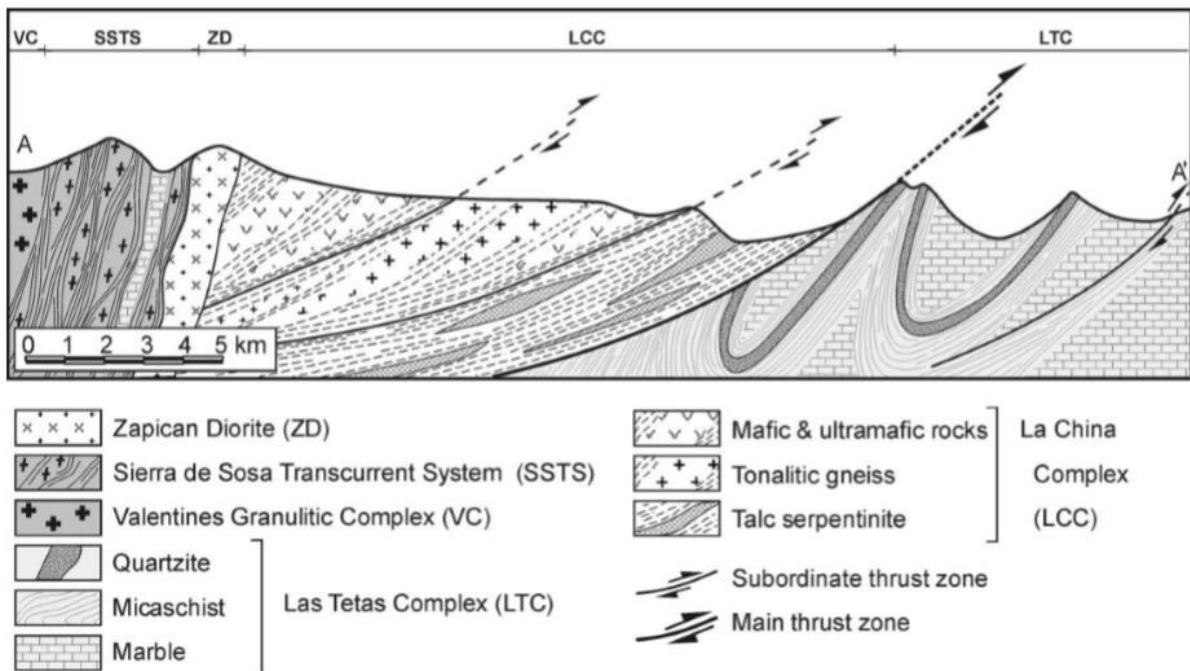 VC SSTS ZD LCC LTC
A A'
0 1 2 3 4 5 km
Zapican Diorite (ZD)
Sierra de Sosa Transcurrent System (SSTS)
Valentines Granulitic Complex (VC)
Quartzite
Micaschist
Marble
Las Tetas Complex (LTC)
Mafic & ultramafic rocks
Tonalitic gneiss
Talc serpentinite
La China
Complex
(LCC)
Subordinate thrust zone
Main thrust zone